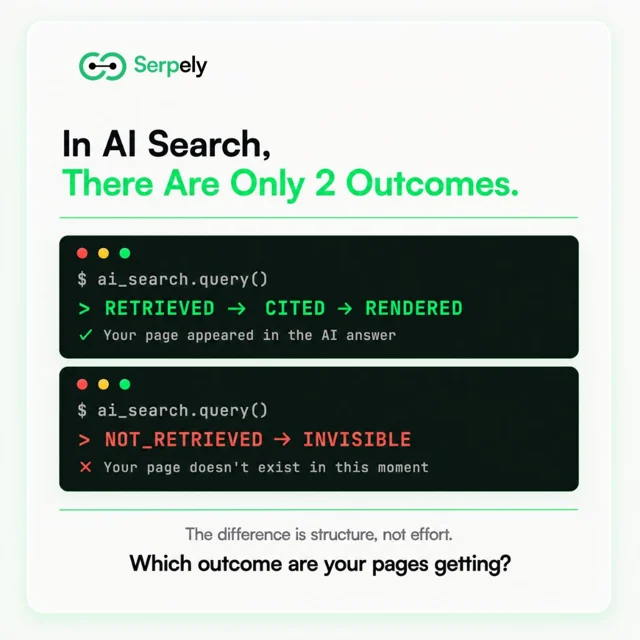 Serpely
In AI Search,
There Are Only 2 Outcomes.
$ ai_search.query()
> RETRIEVED → CITED → RENDERED
✓ Your page appeared in the AI answer
$ ai_search.query()
> NOT_RETRIEVED → INVISIBLE
✕ Your page doesn't exist in this moment
The difference is structure, not effort.
Which outcome are your pages getting?